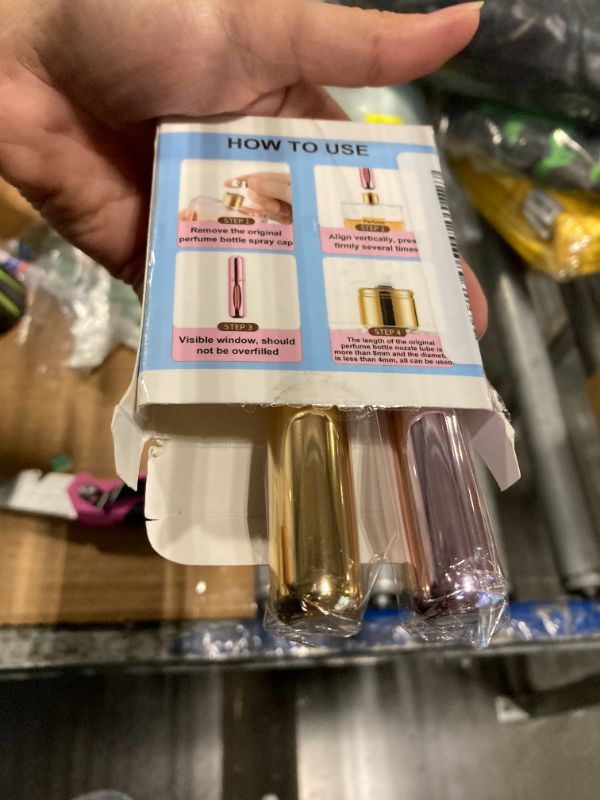 HOW TO USE
STEP 1
Remove the original
perfume bottle spray cap
Perfume
STEP 2
Align vertically, pres
firmly several times
STEP 3
Visible window, should
not be overfilled
STEP 4
The length of the original
perfume bottle nozzle tube is
more than 8mm and the diamet
is less than 4mm, all can be used